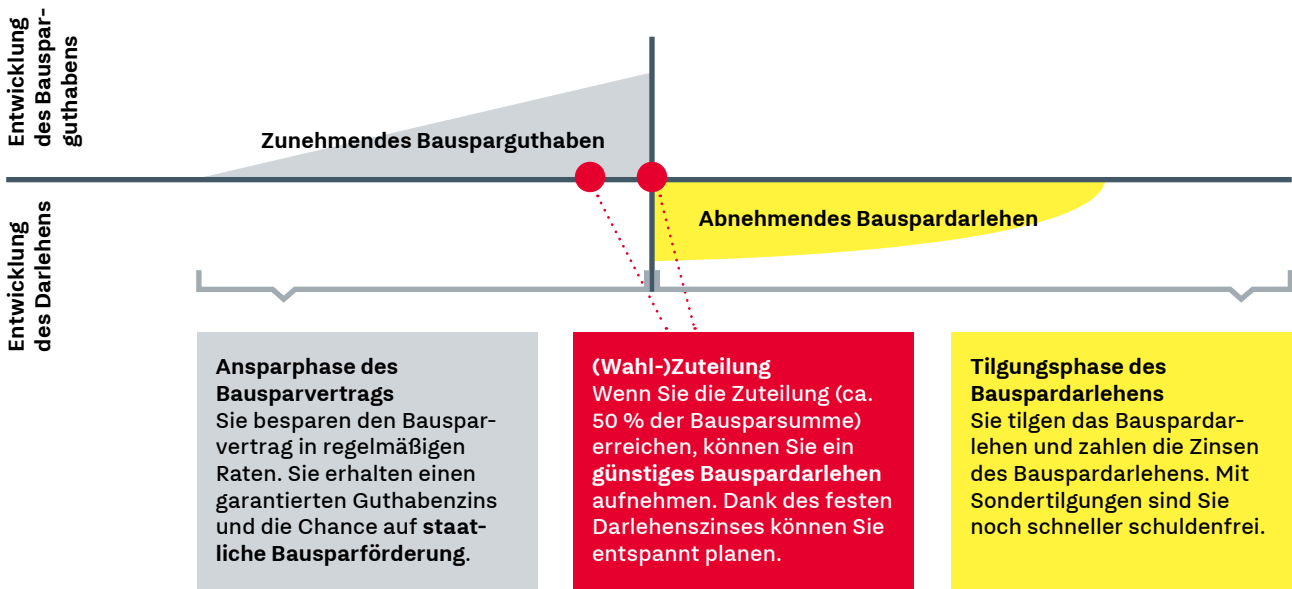 Entwicklung
des Bauspar-
guthabens
Zunehmendes Bausparguthaben
Entwicklung
des Darlehens
Abnehmendes Bauspardarlehen
Ansparphase des
Bausparvertrags
Sie besparen den Bauspar-
vertrag in regelmäßigen
Raten. Sie erhalten einen
garantierten Guthabenzins
und die Chance auf staat-
liche Bausparförderung.
(Wahl-)Zuteilung
Wenn Sie die Zuteilung (ca.
50 % der Bausparsumme)
erreichen, können Sie ein
günstiges Bauspardarlehen
aufnehmen. Dank des festen
Darlehenszinses können Sie
entspannt planen.
Tilgungsphase des
Bauspardarlehens
Sie tilgen das Bauspardar-
lehen und zahlen die Zinsen
des Bauspardarlehens. Mit
Sondertilgungen sind Sie
noch schneller schuldenfrei.